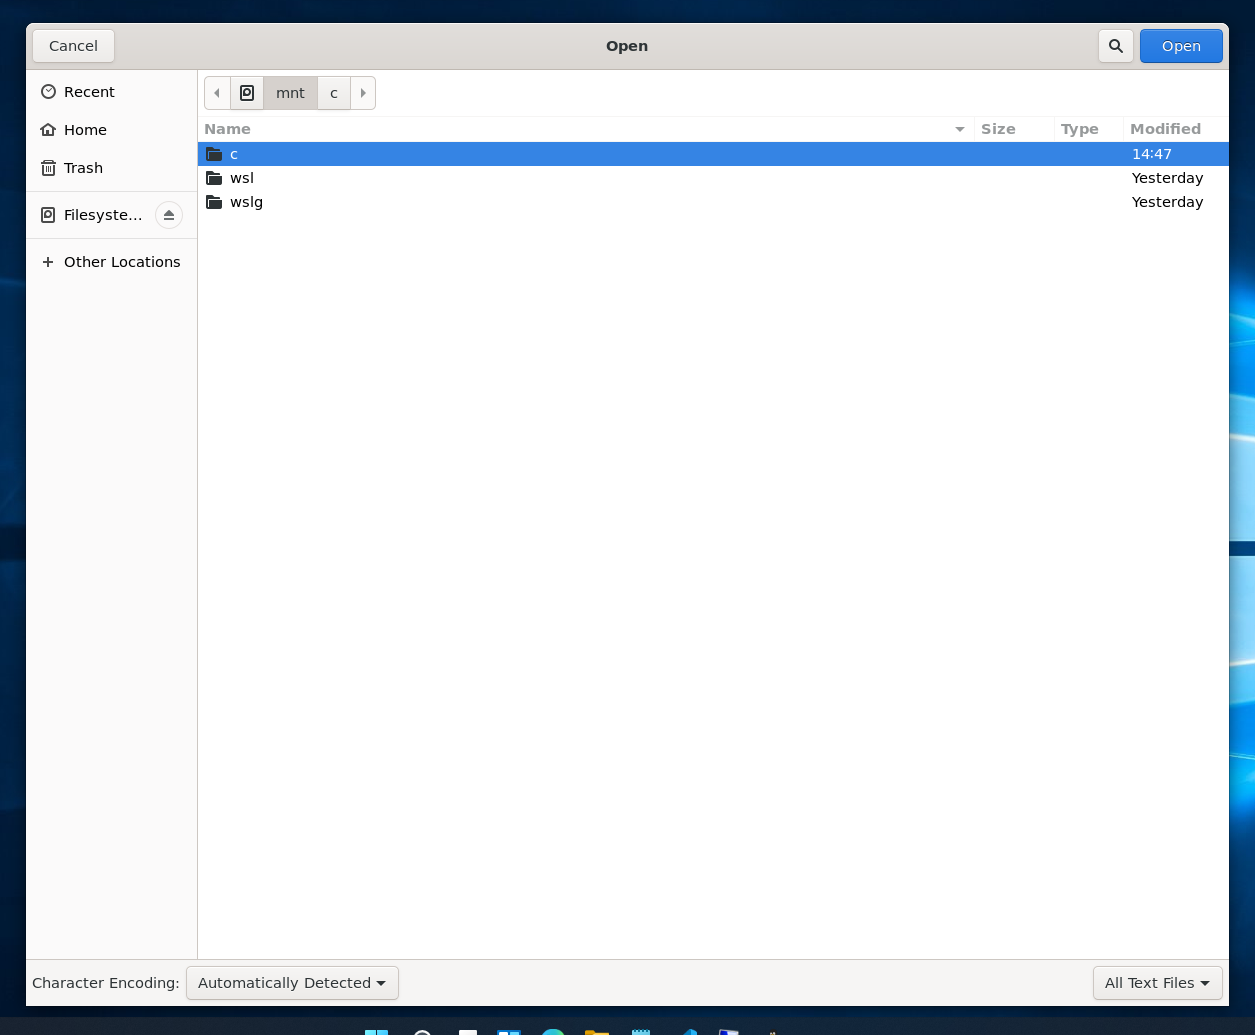 Cancel Open Open
Recent
Home
Trash
Filesyste...
Other Locations
mnt c
Name Size Type Modified
c 14:47
wsl Yesterday
wslg Yesterday
Character Encoding: Automatically Detected All Text Files